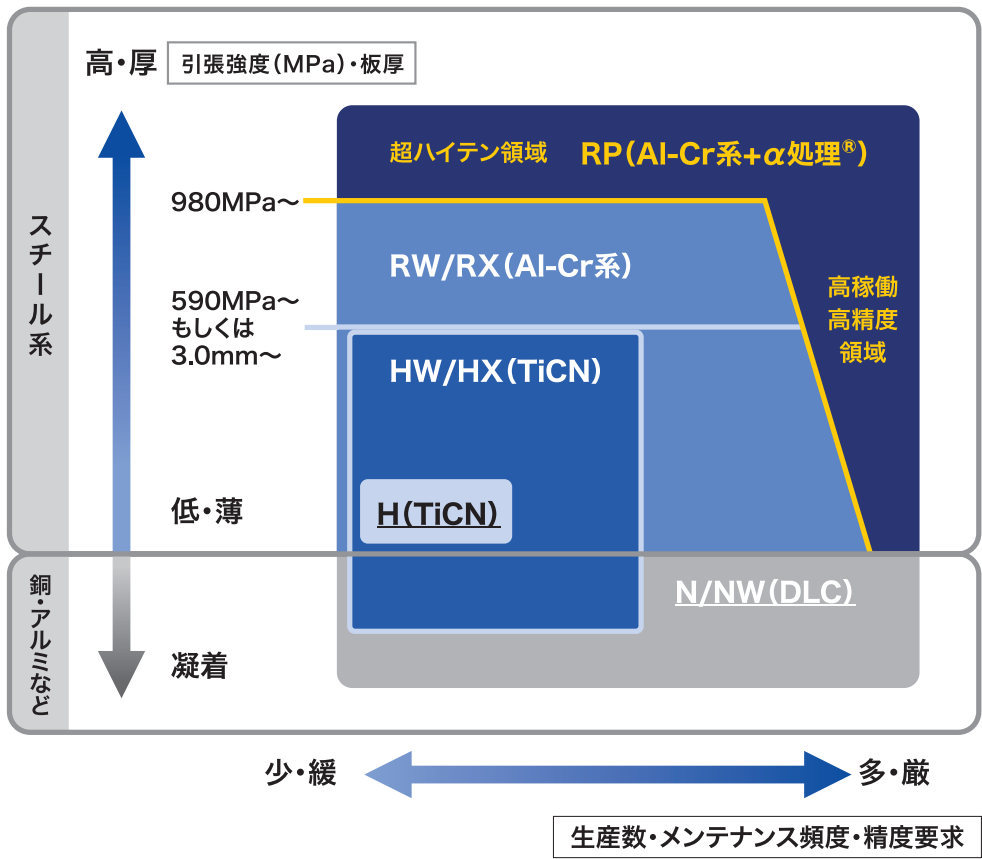 高・厚
引張強度(MPa)・板厚
超ハイテン領域
RP(Al-Cr系+α処理®)
980MPa〜
RW/RX(Al-Cr系)
高稼働
高精度
領域
590MPa〜
もしくは
3.0mm〜
HW/HX(TiCN)
スチール系
低・薄
H(TiCN)
N/NW(DLC)
銅・アルミなど
凝着
少・緩
多・厳
生産数・メンテナンス頻度・精度要求